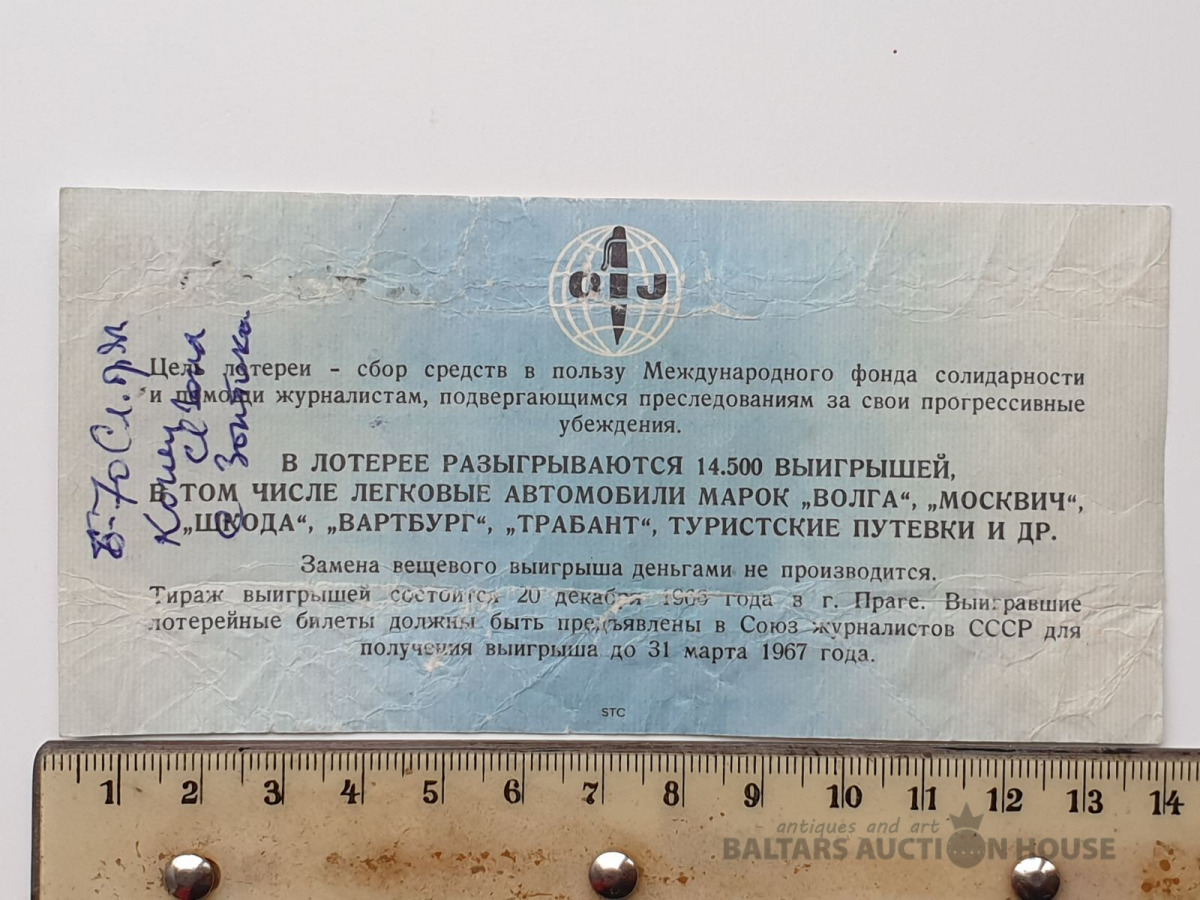 OIJ
Цель лотереи - сбор средств в пользу Международного фонда солидарности
и помощи журналистам, подвергающимся преследованиям за свои прогрессивные
убеждения.
В ЛОТЕРЕЕ РАЗЫГРЫВАЮТСЯ 14.500 ВЫИГРЫШЕЙ,
В ТОМ ЧИСЛЕ ЛЕГКОВЫЕ АВТОМОБИЛИ МАРОК „ВОЛГА“, „МОСКВИЧ“,
„ШКОДА“, „ВАРТБУРГ“, „ТРАБАНТ“, ТУРИСТСКИЕ ПУТЕВКИ И ДР.
Замена вещевого выигрыша деньгами не производится.
Тираж выигрышей состоится 20 декабря 1966 года в г. Праге. Выигравшие
лотерейные билеты должны быть предъявлены в Союз журналистов СССР для
получения выигрыша до 31 марта 1967 года.
STC
1 2 3 4 5 6 7 8 9 10 11 12 13 14
antiques and art
BALTARS AUCTION HOUSE